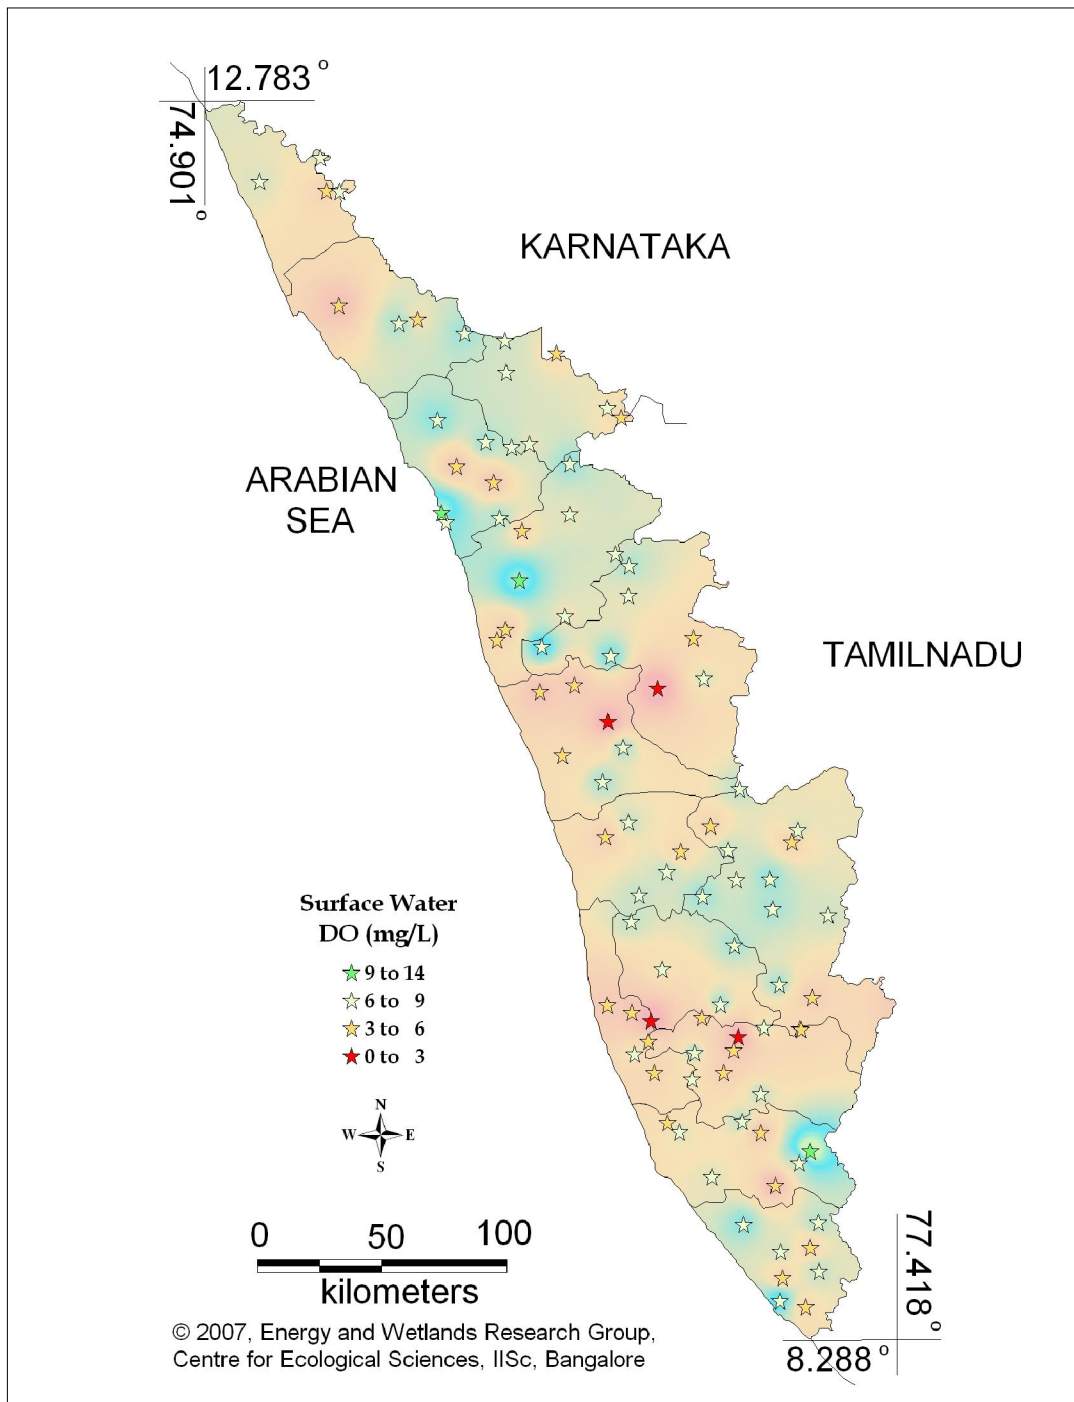 12.783 °
74.901 °
KARNATAKA
ARABIAN
SEA
TAMILNADU
Surface Water
DO (mg/L)
9 to 14
6 to 9
3 to 6
0 to 3
N
W E
S
0 50 100
kilometers
77.418 °
8.288 °
© 2007, Energy and Wetlands Research Group,
Centre for Ecological Sciences, IISc, Bangalore